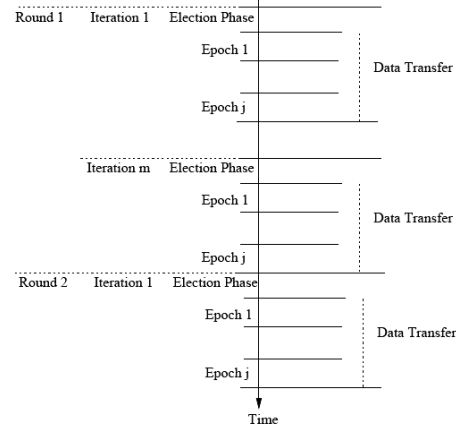 Round 1 Iteration 1 Election Phase
Epoch 1
Data Transfer
Epoch j
Iteration m Election Phase
Epoch 1
Data Transfer
Epoch j
Round 2 Iteration 1 Election Phase
Epoch 1
Data Transfer
Epoch j
Time